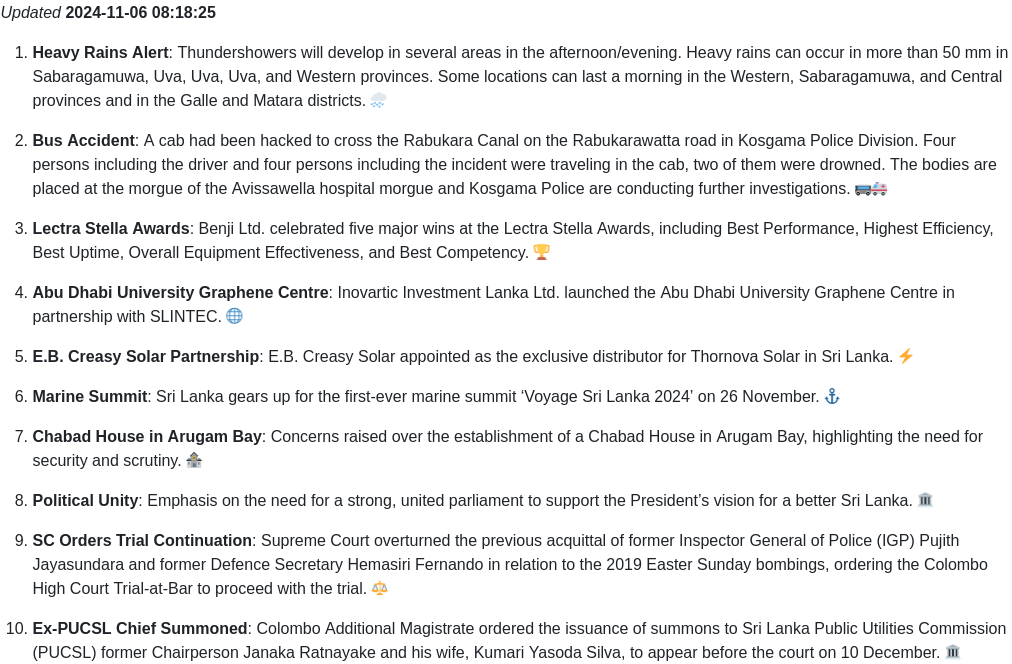 Updated 2024-11-06 08:18:25
1. Heavy Rains Alert: Thundershowers will develop in several areas in the afternoon/evening. Heavy rains can occur in more than 50 mm in
Sabaragamuwa, Uva, Uva, Uva, and Western provinces. Some locations can last a morning in the Western, Sabaragamuwa, and Central
provinces and in the Galle and Matara districts. 🌧️
2. Bus Accident: A cab had been hacked to cross the Rabukara Canal on the Rabukarawatta road in Kosgama Police Division. Four
persons including the driver and four persons including the incident were traveling in the cab, two of them were drowned. The bodies are
placed at the morgue of the Avissawella hospital morgue and Kosgama Police are conducting further investigations. 🚌🚑
3. Lectra Stella Awards: Benji Ltd. celebrated five major wins at the Lectra Stella Awards, including Best Performance, Highest Efficiency,
Best Uptime, Overall Equipment Effectiveness, and Best Competency. 🏆
4. Abu Dhabi University Graphene Centre: Inovartic Investment Lanka Ltd. launched the Abu Dhabi University Graphene Centre in
partnership with SLINTEC. 🌐
5. E.B. Creasy Solar Partnership: E.B. Creasy Solar appointed as the exclusive distributor for Thornova Solar in Sri Lanka. ⚡
6. Marine Summit: Sri Lanka gears up for the first-ever marine summit ‘Voyage Sri Lanka 2024’ on 26 November. ⚓
7. Chabad House in Arugam Bay: Concerns raised over the establishment of a Chabad House in Arugam Bay, highlighting the need for
security and scrutiny. 🏫
8. Political Unity: Emphasis on the need for a strong, united parliament to support the President’s vision for a better Sri Lanka. 🏛️
9. SC Orders Trial Continuation: Supreme Court overturned the previous acquittal of former Inspector General of Police (IGP) Pujith
Jayasundara and former Defence Secretary Hemasiri Fernando in relation to the 2019 Easter Sunday bombings, ordering the Colombo
High Court Trial-at-Bar to proceed with the trial. ⚖️
10. Ex-PUCSL Chief Summoned: Colombo Additional Magistrate ordered the issuance of summons to Sri Lanka Public Utilities Commission
(PUCSL) former Chairperson Janaka Ratnayake and his wife, Kumari Yasoda Silva, to appear before the court on 10 December. 🏛️